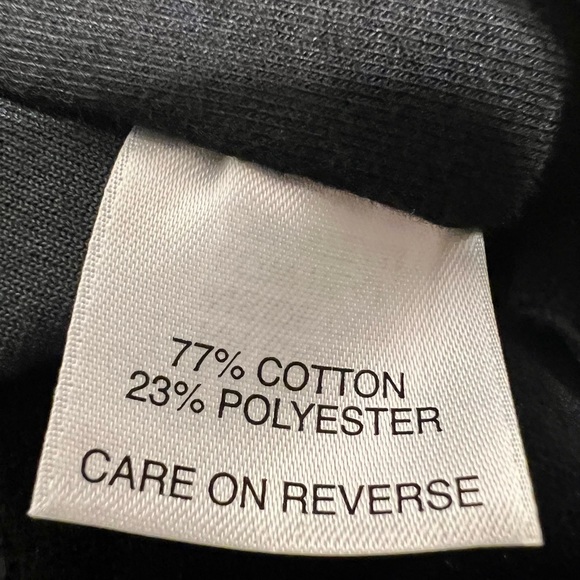 77% COTTON
23% POLYESTER
CARE ON REVERSE